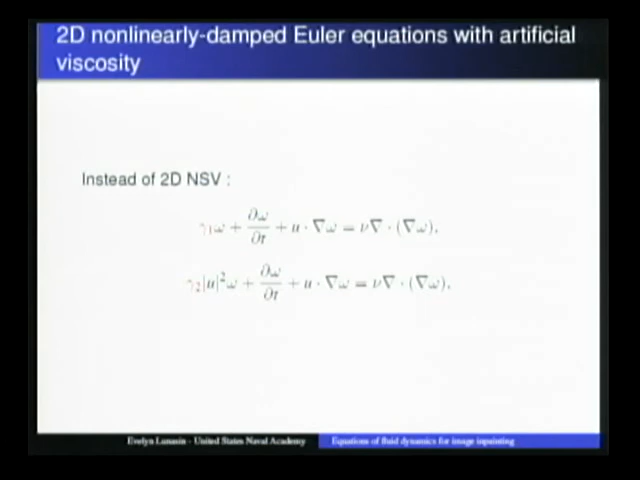 2D nonlinearly-damped Euler equations with artificial
viscosity
Instead of 2D NSV :
γ₁ω + ∂ω/∂t + u · ∇ω = ν∇ · (∇ω),
γ₂|u|²ω + ∂ω/∂t + u · ∇ω = ν∇ · (∇ω).
Evelyn Lunasin - United States Naval Academy Equations of fluid dynamics for image inpainting